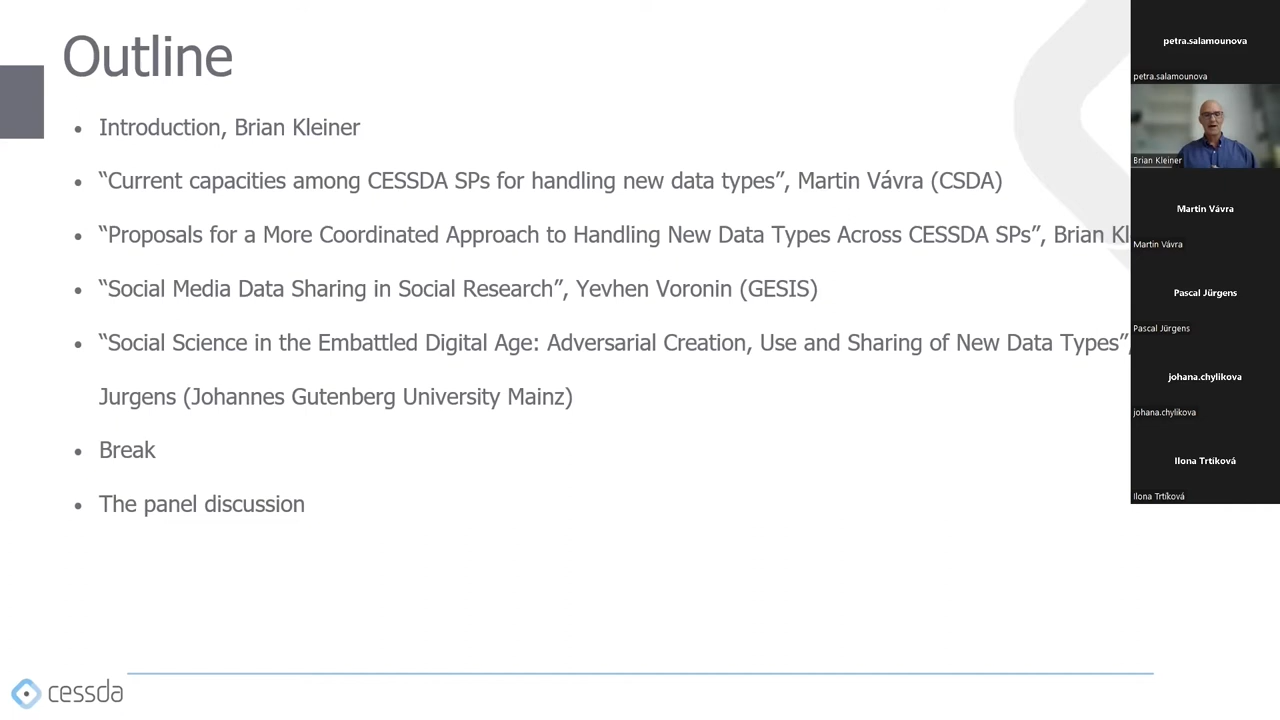 Outline
• Introduction, Brian Kleiner
• “Current capacities among CESSDA SPs for handling new data types”, Martin Vávra (CSDA)
• “Proposals for a More Coordinated Approach to Handling New Data Types Across CESSDA SPs”, Brian Kl
• “Social Media Data Sharing in Social Research”, Yevhen Voronin (GESIS)
• “Social Science in the Embattled Digital Age: Adversarial Creation, Use and Sharing of New Data Types”,
Jurgens (Johannes Gutenberg University Mainz)
• Break
• The panel discussion
cessda
petra.salamounova
petra.salamounova
Brian Kleiner
Martin Vávra
Martin Vávra
Pascal Jürgens
Pascal Jürgens
johana.chylikova
johana.chylikova
Ilona Trtíková
Ilona Trtíková